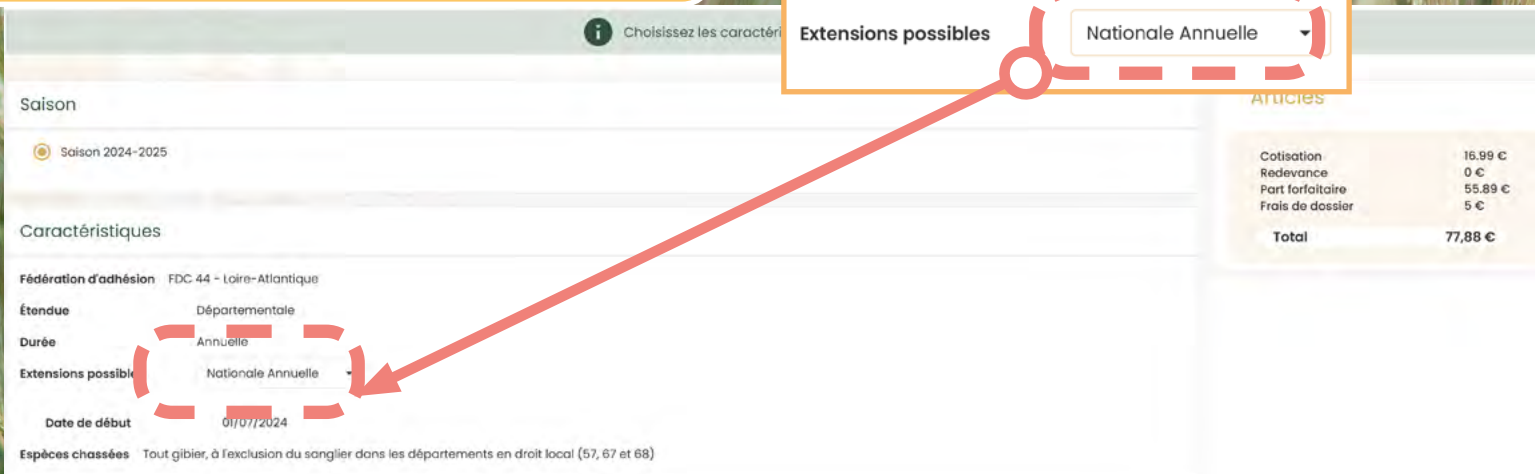 Choisissez les caractéri
Extensions possibles Nationale Annuelle
Saison
Saison 2024-2025
Caractéristiques
Fédération d'adhésion FDC 44 - Loire-Atlantique
Étendue Départementale
Durée Annuelle
Extensions possible Nationale Annuelle
Date de début 01/07/2024
Espèces chassées Tout gibier, à l'exclusion du sanglier dans les départements en droit local (57, 67 et 68)
Articles
Cotisation 16.99 €
Redevance 0 €
Part forfaitaire 55.89 €
Frais de dossier 5 €
Total 77,88 €